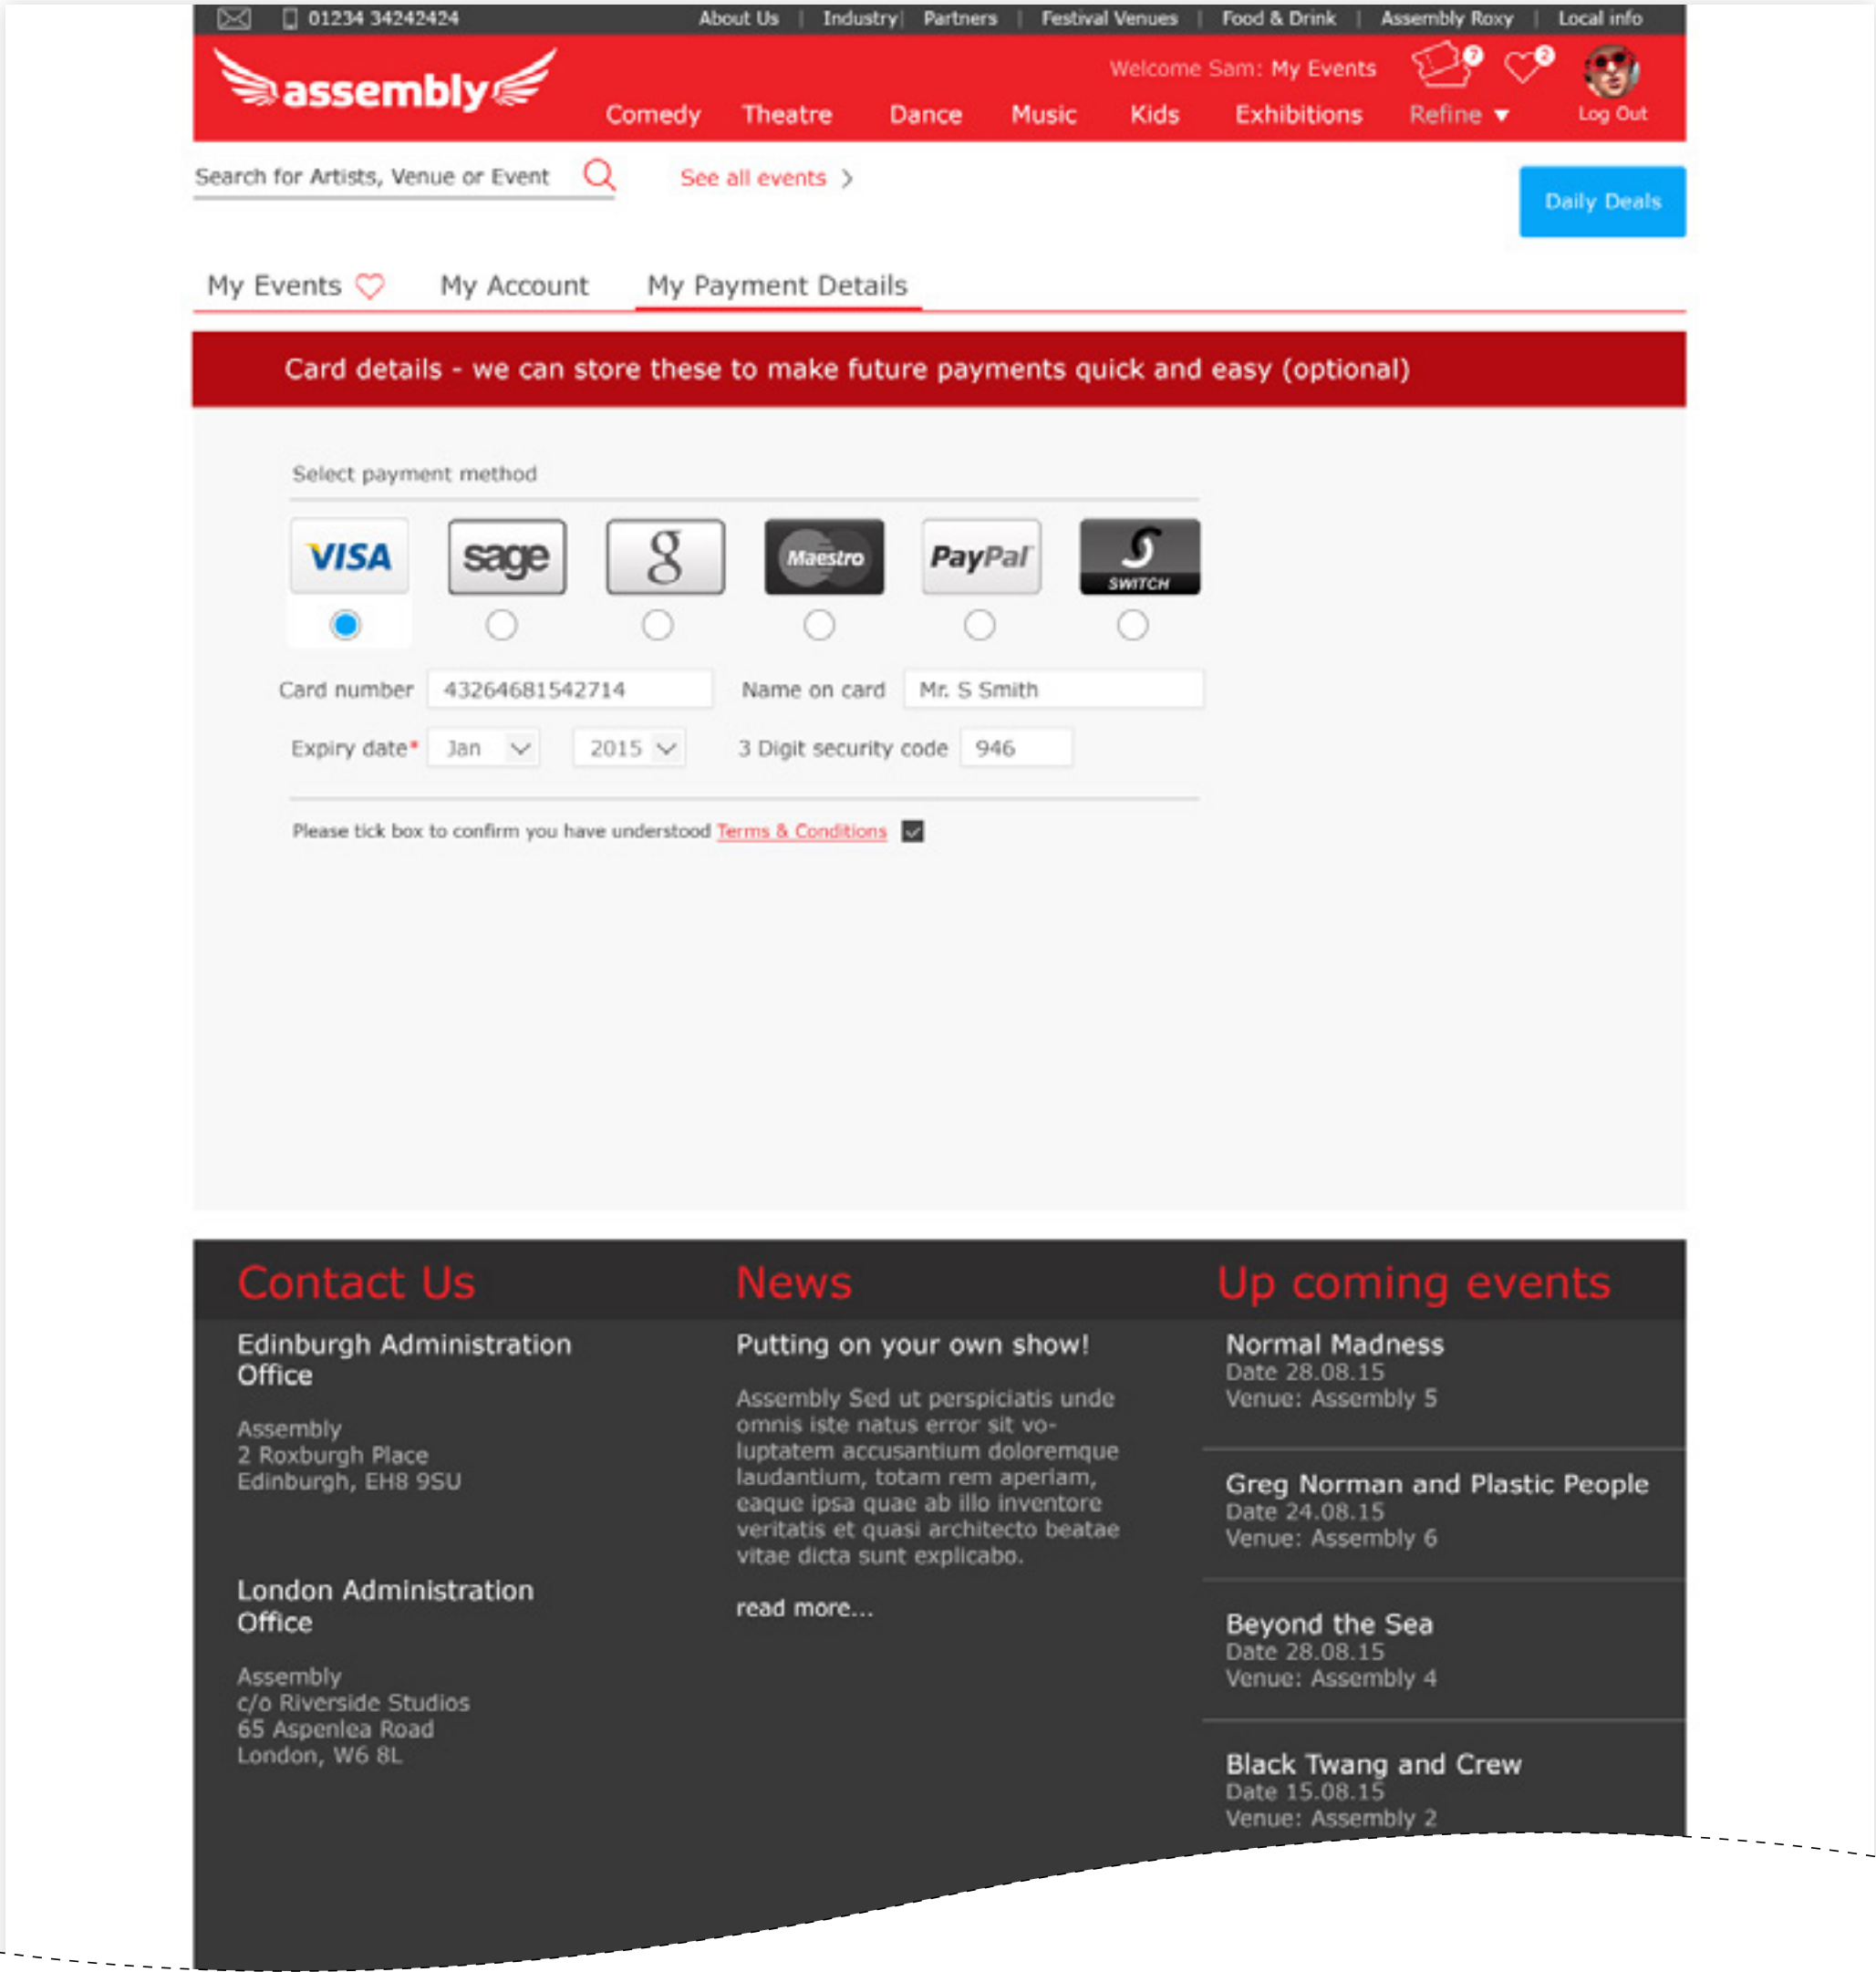 01234 34242424
About Us | Industry| Partners | Festival Venues | Food & Drink | Assembly Roxy | Local info
assembly
Welcome Sam: My Events
7
2
Comedy Theatre Dance Music Kids Exhibitions Refine Log Out
Search for Artists, Venue or Event
See all events
Daily Deals
My Events My Account My Payment Details
Card details - we can store these to make future payments quick and easy (optional)
Select payment method
VISA sage g Maestro PayPal SWITCH
Card number 43264681542714 Name on card Mr. S Smith
Expiry date* Jan 2015 3 Digit security code 946
Please tick box to confirm you have understood Terms & Conditions
Contact Us
Edinburgh Administration
Office
Assembly
2 Roxburgh Place
Edinburgh, EH8 9SU
London Administration
Office
Assembly
c/o Riverside Studios
65 Aspenlea Road
London, W6 8L
News
Putting on your own show!
Assembly Sed ut perspiciatis unde
omnis iste natus error sit vo-
luptatem accusantium doloremque
laudantium, totam rem aperiam,
eaque ipsa quae ab illo inventore
veritatis et quasi architecto beatae
vitae dicta sunt explicabo.
read more...
Up coming events
Normal Madness
Date 28.08.15
Venue: Assembly 5
Greg Norman and Plastic People
Date 24.08.15
Venue: Assembly 6
Beyond the Sea
Date 28.08.15
Venue: Assembly 4
Black Twang and Crew
Date 15.08.15
Venue: Assembly 2